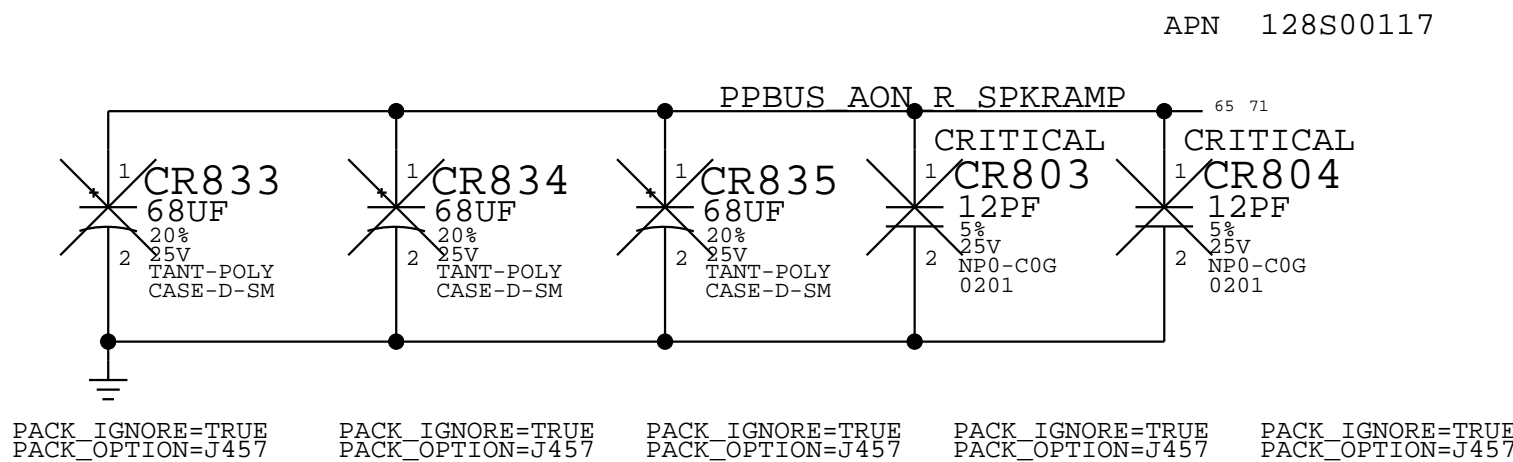 APN 128S00117
PPBUS_AON_R_SPKRAMP 65 71
1 CR833
68UF
20%
25V
2 TANT-POLY
CASE-D-SM
1 CR834
68UF
20%
25V
2 TANT-POLY
CASE-D-SM
1 CR835
68UF
20%
25V
2 TANT-POLY
CASE-D-SM
CRITICAL
1 CR803
12PF
5%
25V
2 NP0-C0G
0201
CRITICAL
1 CR804
12PF
5%
25V
2 NP0-C0G
0201
PACK_IGNORE=TRUE
PACK_OPTION=J457
PACK_IGNORE=TRUE
PACK_OPTION=J457
PACK_IGNORE=TRUE
PACK_OPTION=J457
PACK_IGNORE=TRUE
PACK_OPTION=J457
PACK_IGNORE=TRUE
PACK_OPTION=J457